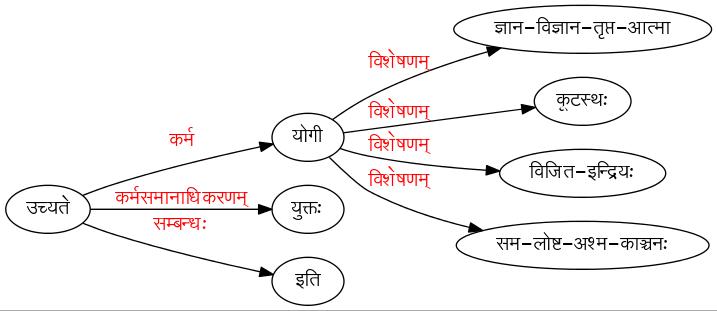 ज्ञान-विज्ञान-तृप्त-आत्मा
विशेषणम्
विशेषणम्
कूटस्थः
कर्म
योगी
विशेषणम्
विजित-इन्द्रियः
विशेषणम्
उच्यते
कर्मसमानाधिकरणम्
युक्तः
सम्बन्धः
सम-लोष्ट-अश्म-काञ्चनः
इति